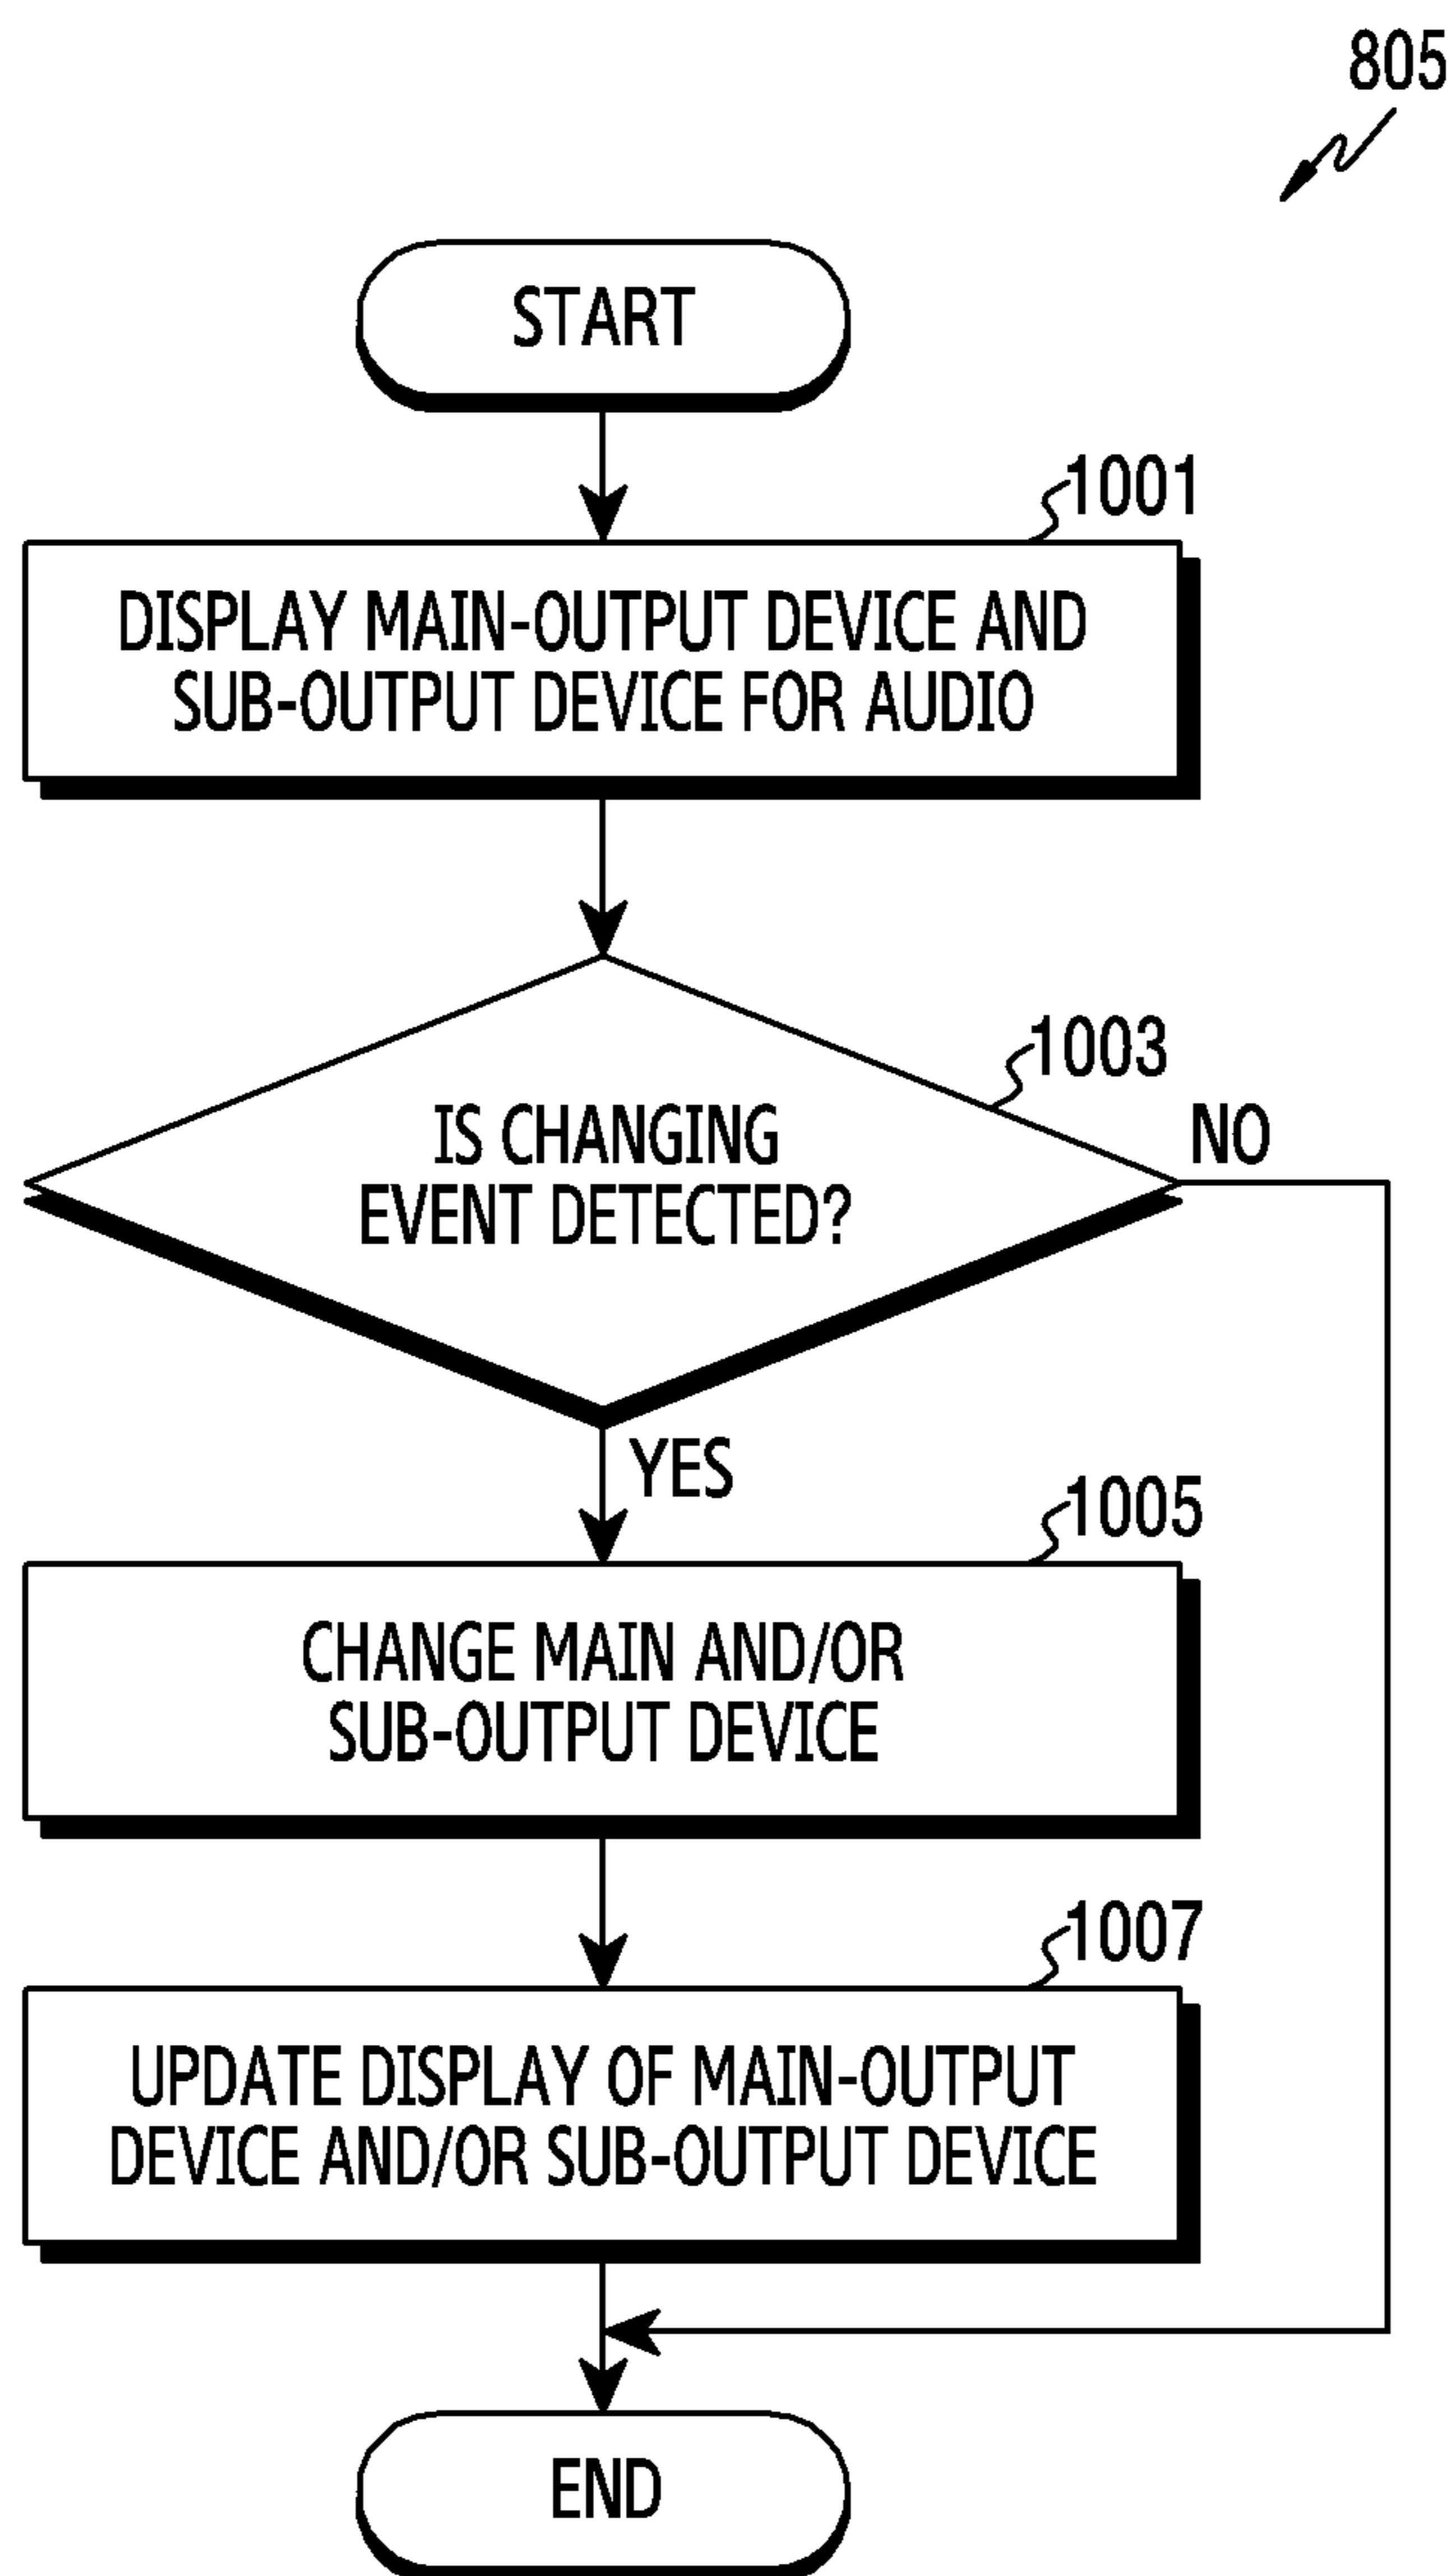 805
START
1001
DISPLAY MAIN-OUTPUT DEVICE AND
SUB-OUTPUT DEVICE FOR AUDIO
1003
IS CHANGING
EVENT DETECTED?
NO
YES
1005
CHANGE MAIN AND/OR
SUB-OUTPUT DEVICE
1007
UPDATE DISPLAY OF MAIN-OUTPUT
DEVICE AND/OR SUB-OUTPUT DEVICE
END